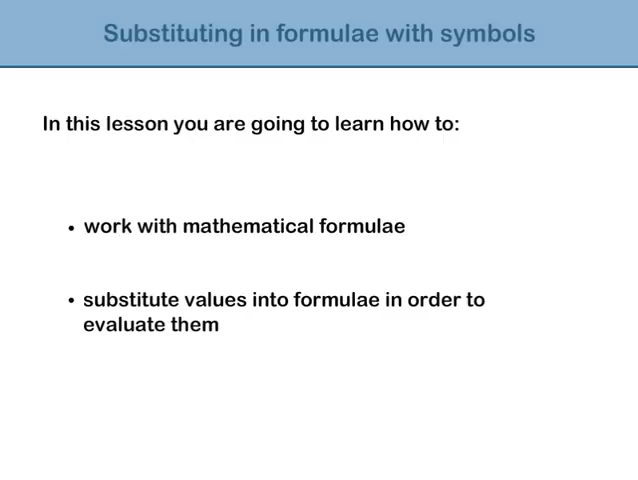 Substituting in formulae with symbols
In this lesson you are going to learn how to:
• work with mathematical formulae
• substitute values into formulae in order to
evaluate them